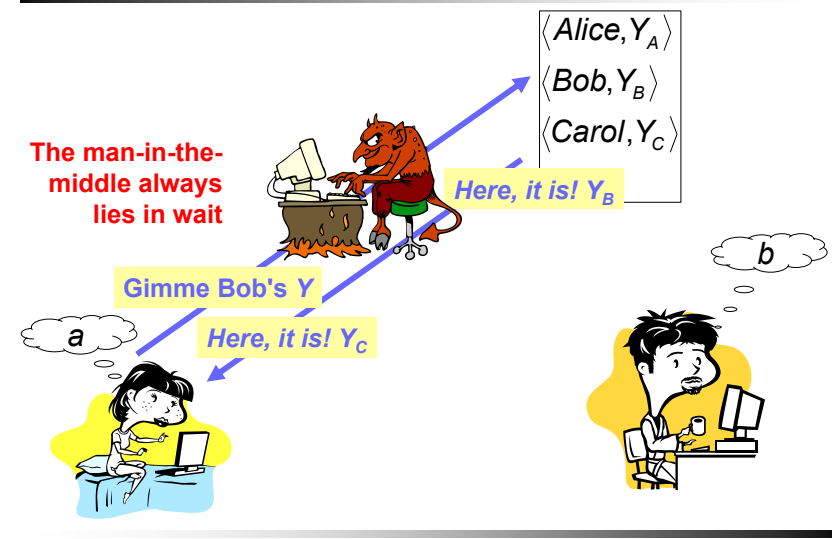 ⟨Alice,Y_A⟩
⟨Bob,Y_B⟩
⟨Carol,Y_C⟩
The man-in-the-
middle always
lies in wait
Here, it is! Y_B
Gimme Bob's Y
Here, it is! Y_C
a
b